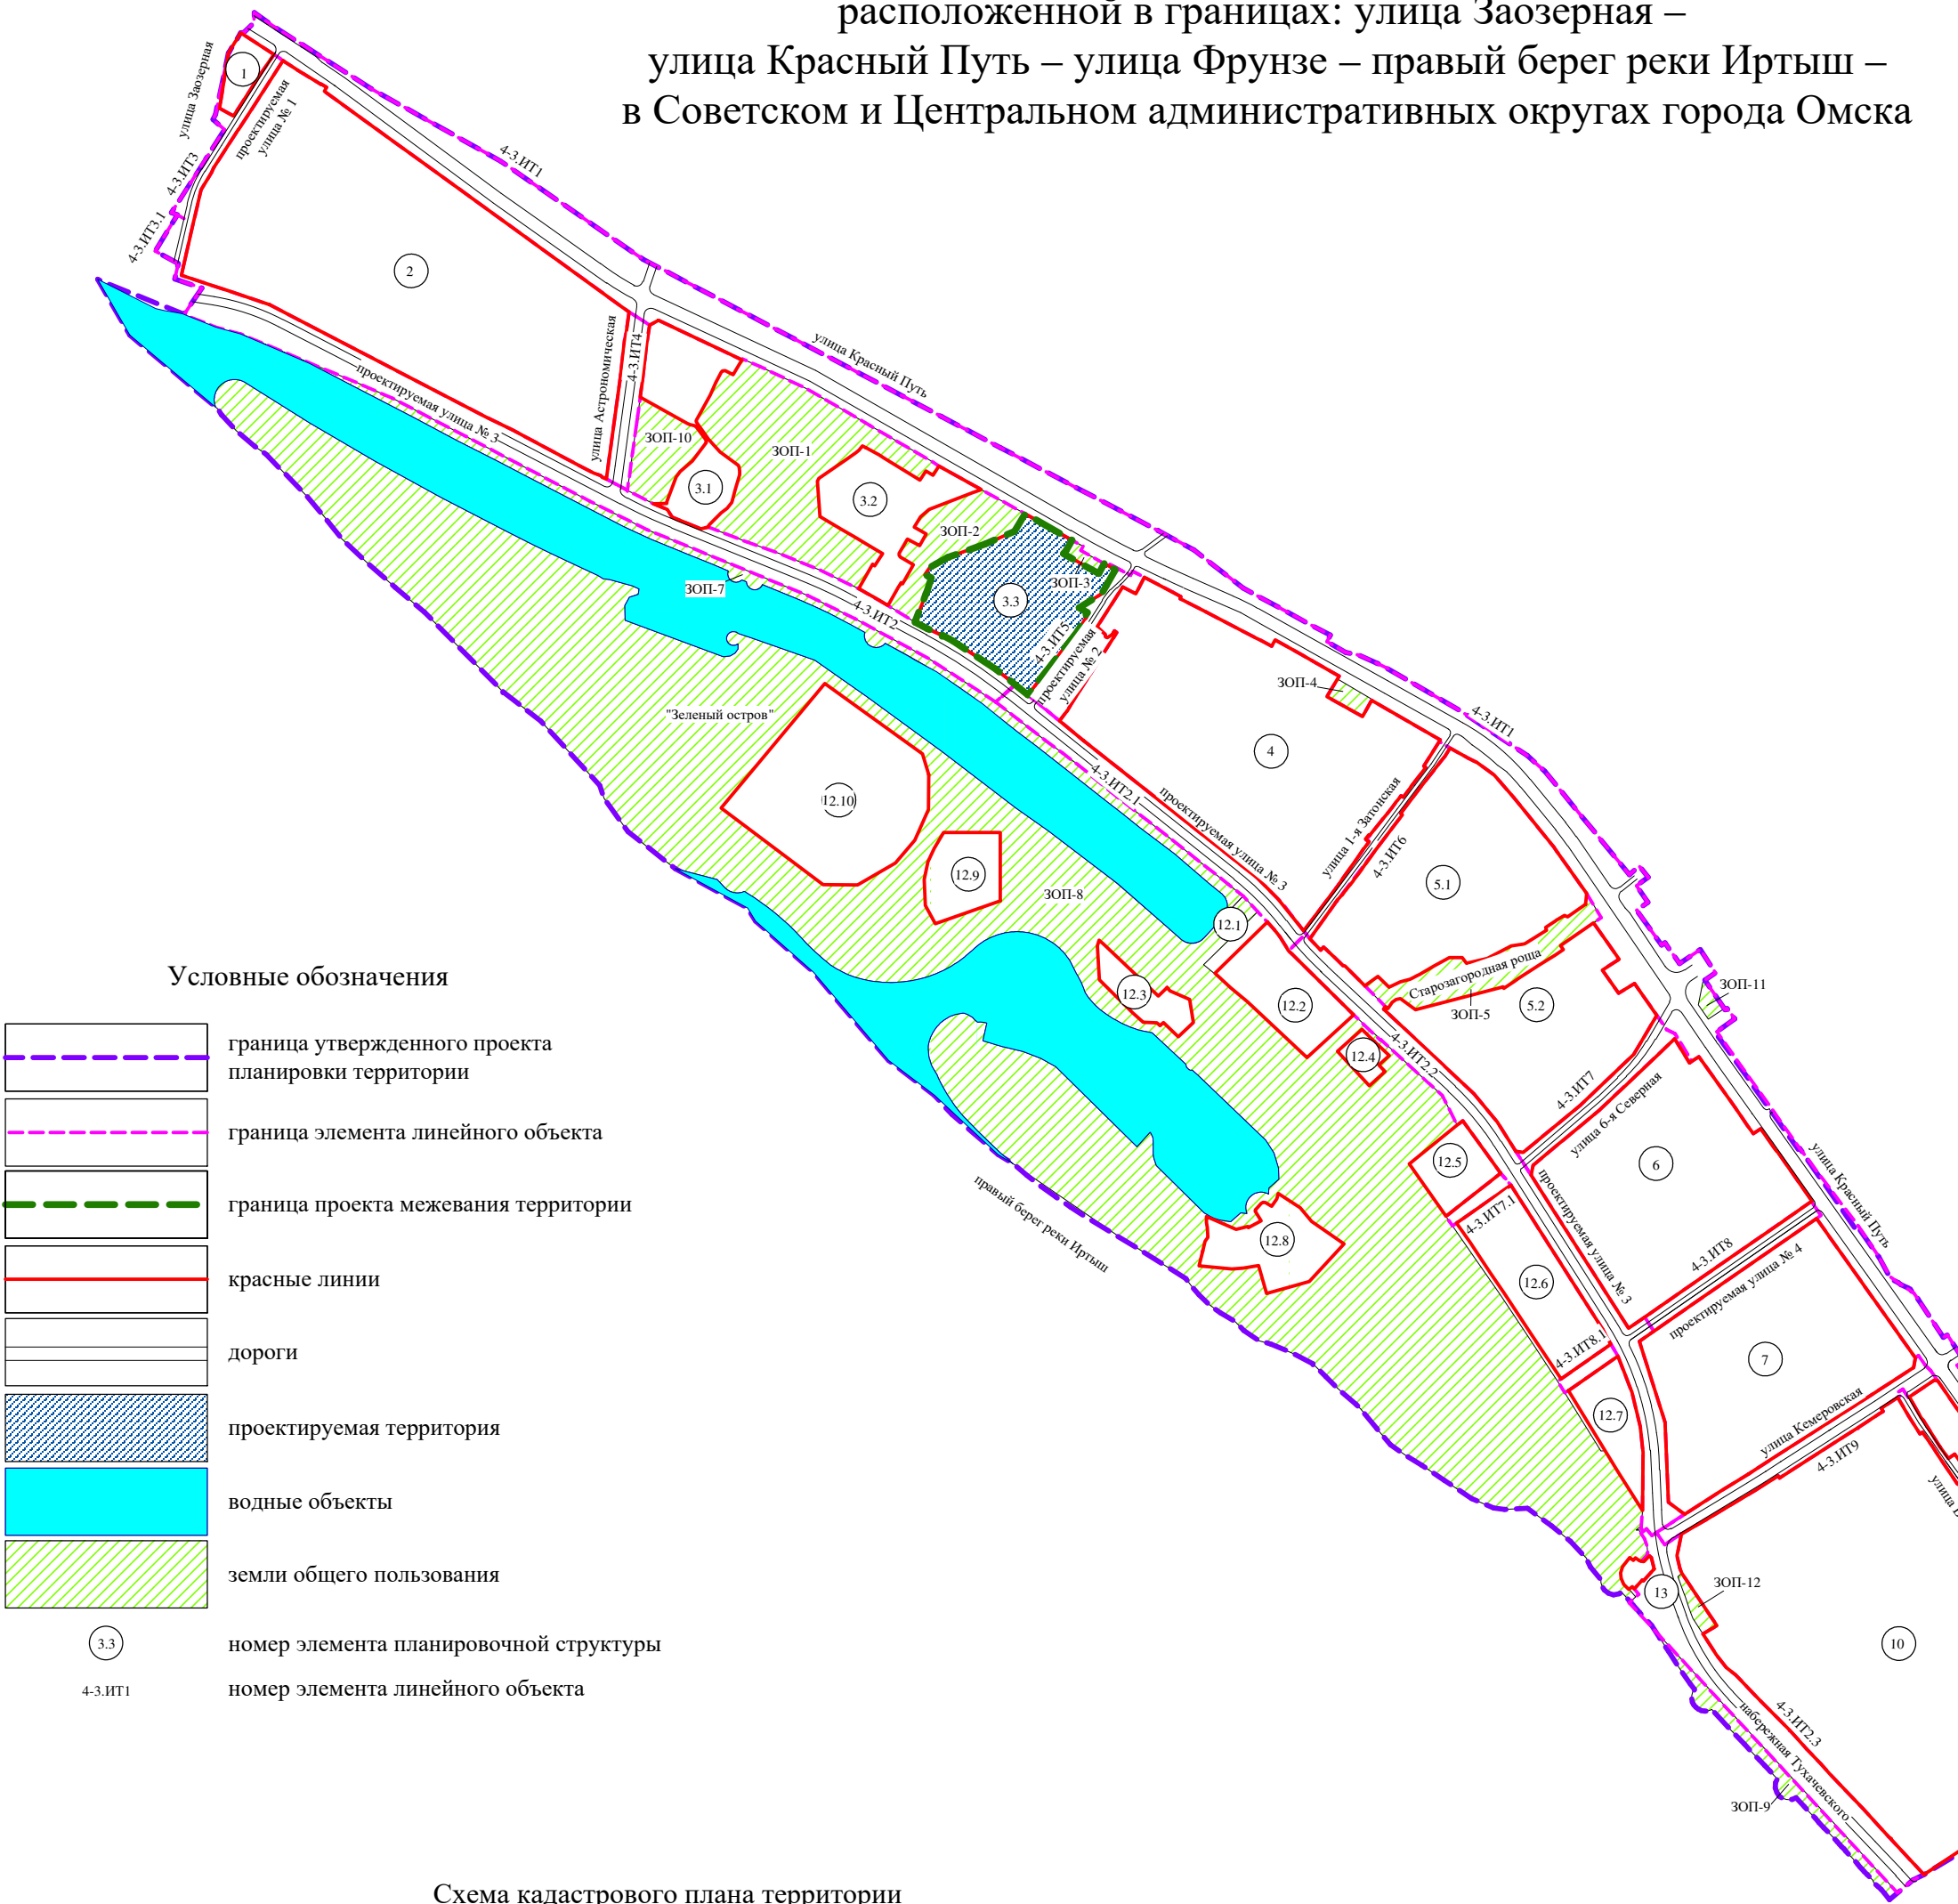 расположенной в границах: улица Заозерная –
улица Красный Путь – улица Фрунзе – правый берег реки Иртыш –
в Советском и Центральном административных округах города Омска
улица Заозерная
1
проектируемая
улица № 1
4-3.ИТ3
4-3.ИТ3.1
4-3.ИТ1
2
улица Красный Путь
улица Астрономическая
4-3.ИТ4
проектируемая улица № 3
ЗОП-10
ЗОП-1
3.1
3.2
ЗОП-2
ЗОП-3
3.3
ЗОП-7
4-3.ИТ2
4-3.ИТ5
проектируемая
улица № 2
ЗОП-4
"Зеленый остров"
4-3.ИТ1
4
4-3.ИТ2.1
проектируемая улица № 3
улица 1-я Затонская
4-3.ИТ6
12.10
12.9
ЗОП-8
5.1
12.1
Старозагородная роща
ЗОП-5
5.2
ЗОП-11
12.3
12.2
12.4
4-3.ИТ2.2
4-3.ИТ7
улица 6-я Северная
12.5
6
улица Красный Путь
4-3.ИТ7.1
проектируемая улица № 3
правый берег реки Иртыш
12.8
12.6
4-3.ИТ8
проектируемая улица № 4
4-3.ИТ8.1
7
12.7
улица Кемеровская
4-3.ИТ9
улица
13
ЗОП-12
10
4-3.ИТ2.3
набережная Тухачевского
ЗОП-9
Условные обозначения
граница утвержденного проекта
планировки территории
граница элемента линейного объекта
граница проекта межевания территории
красные линии
дороги
проектируемая территория
водные объекты
земли общего пользования
3.3 номер элемента планировочной структуры
4-3.ИТ1 номер элемента линейного объекта
Схема кадастрового плана территории